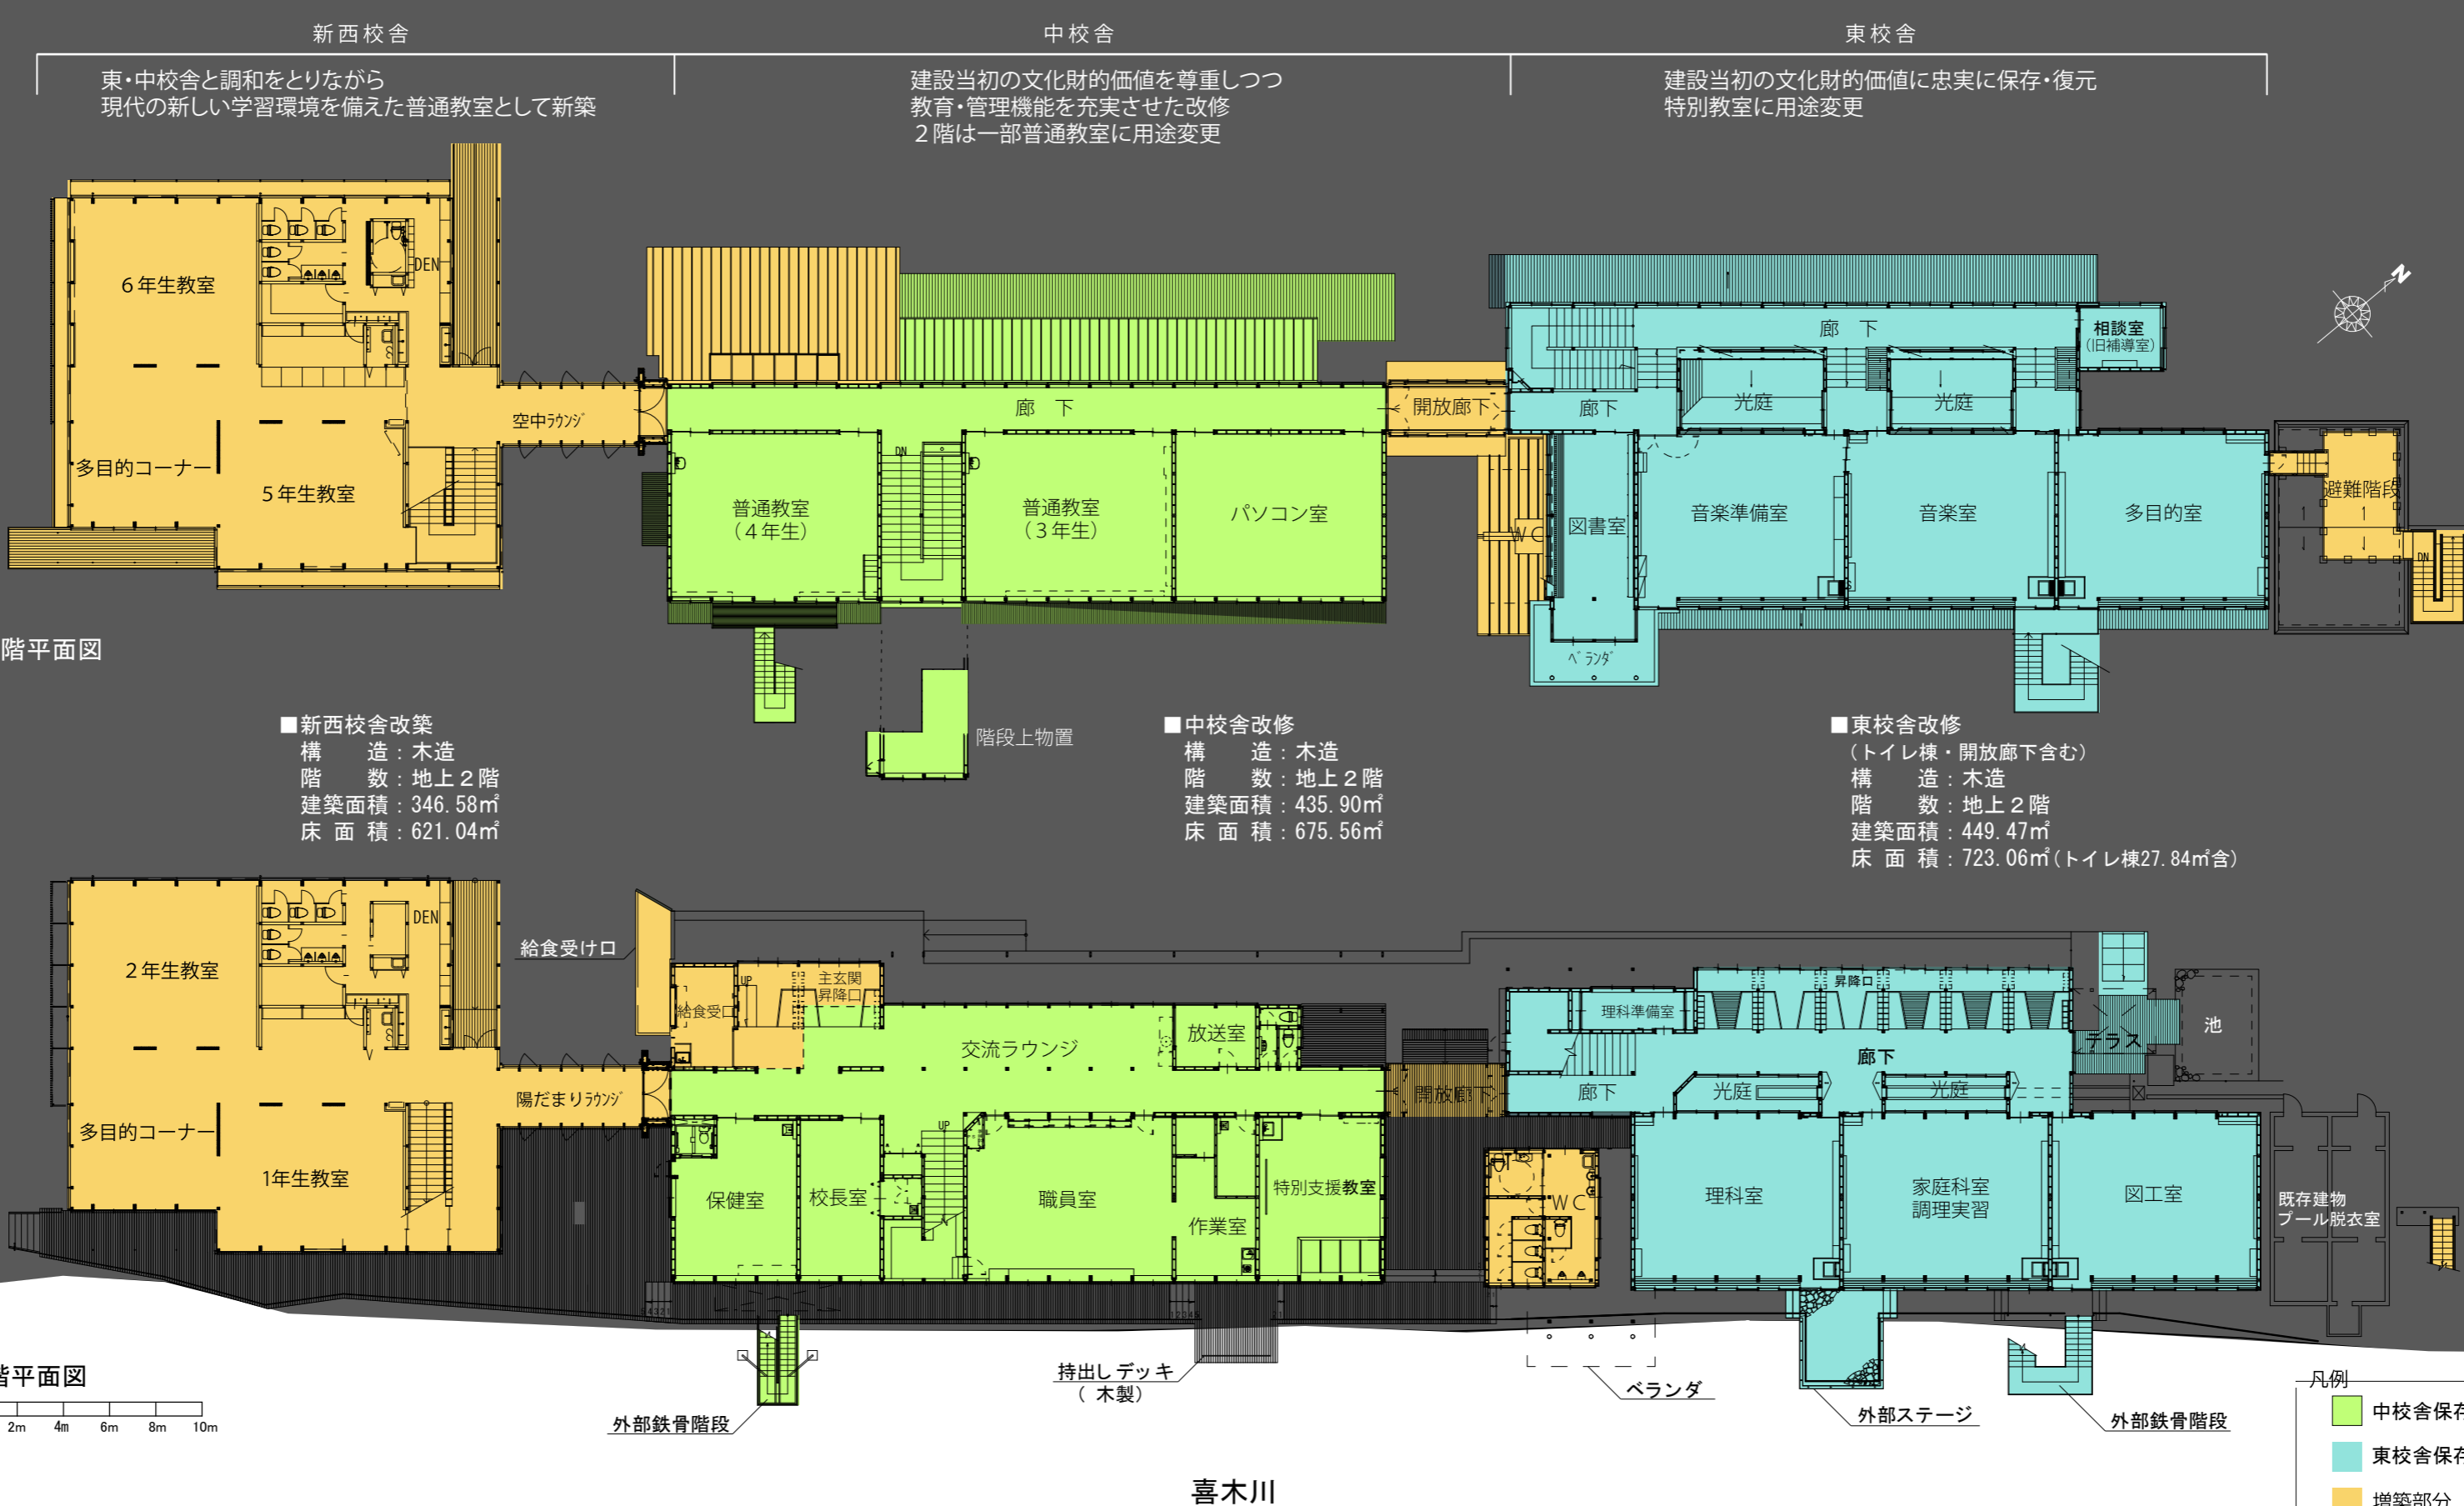 新西校舎
中校舎
東校舎
東・中校舎と調和をとりながら
現代の新しい学習環境を備えた普通教室として新築
建設当初の文化財的価値を尊重しつつ
教育・管理機能を充実させた改修
２階は一部普通教室に用途変更
建設当初の文化財的価値に忠実に保存・復元
特別教室に用途変更
6年生教室
DEN
空中ラウンジ
多目的コーナー
5年生教室
廊 下
DN
普通教室
（４年生）
普通教室
（３年生）
パソコン室
開放廊下
WC
廊 下
相談室
（旧補導室）
廊下
光庭
光庭
図書室
音楽準備室
音楽室
多目的室
避難階段
DN
ベランダ
N
階平面図
階段上物置
■新西校舎改築
構　　造：木造
階　　数：地上２階
建築面積：346.58㎡
床 面 積：621.04㎡
■中校舎改修
構　　造：木造
階　　数：地上２階
建築面積：435.90㎡
床 面 積：675.56㎡
■東校舎改修
（トイレ棟・開放廊下含む）
構　　造：木造
階　　数：地上２階
建築面積：449.47㎡
床 面 積：723.06㎡（トイレ棟27.84㎡含）
2年生教室
DEN
給食受け口
多目的コーナー
1年生教室
陽だまりラウンジ
給食受口
UP
主玄関
昇降口
交流ラウンジ
放送室
開放廊下
保健室
校長室
UP
職員室
作業室
特別支援教室
WC
理科準備室
昇降口
廊下
廊下
光庭
光庭
テラス
池
理科室
家庭科室
調理実習
図工室
既存建物
プール脱衣室
54321
12345
21
持出しデッキ
（木製）
外部鉄骨階段
ベランダ
外部ステージ
外部鉄骨階段
階平面図
2m 4m 6m 8m 10m
喜木川
凡例
中校舎保存
東校舎保存
増築部分